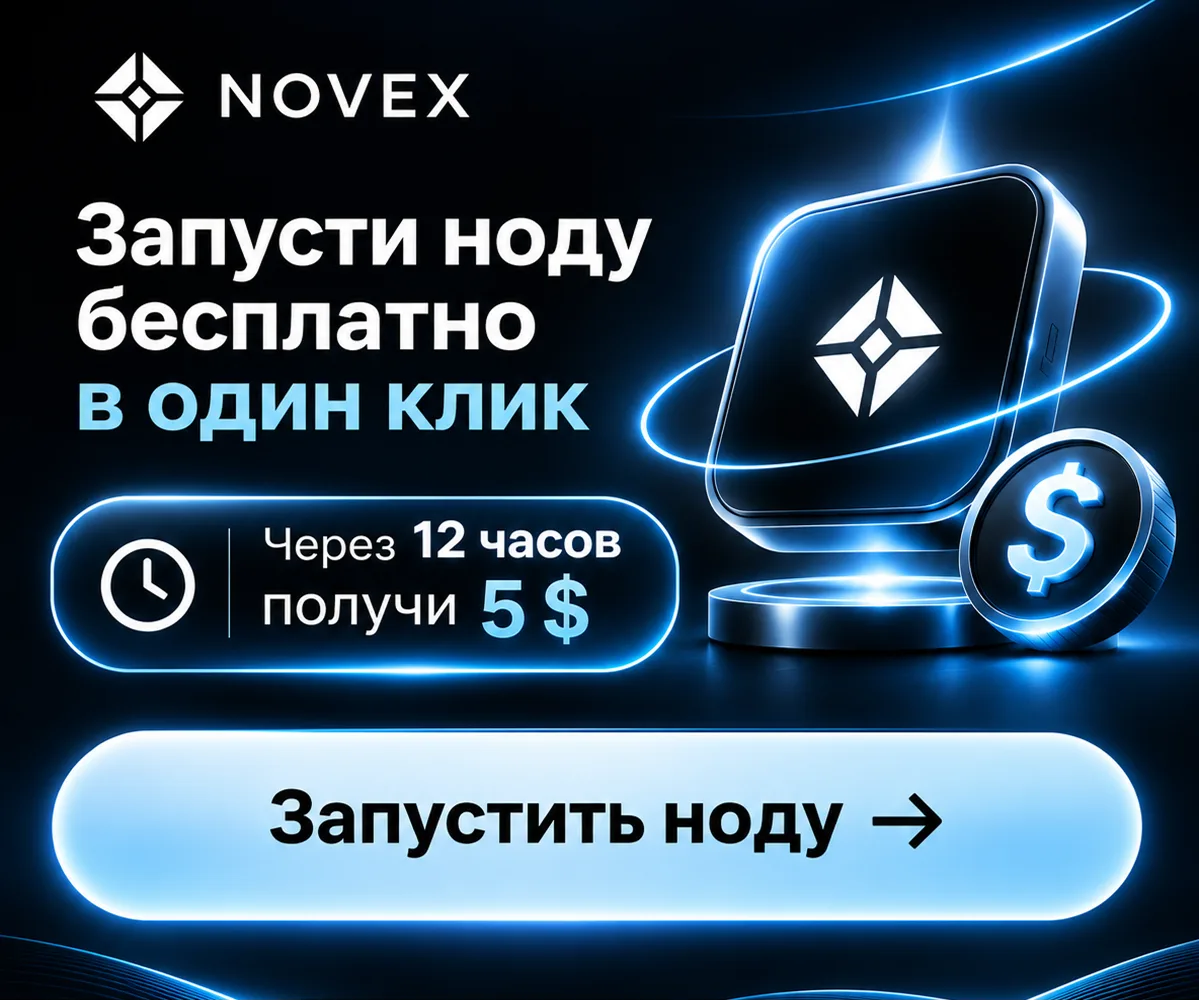 NOVEX
Запусти ноду
бесплатно
в один клик
Через 12 часов
получи 5 $
$
Запустить ноду →